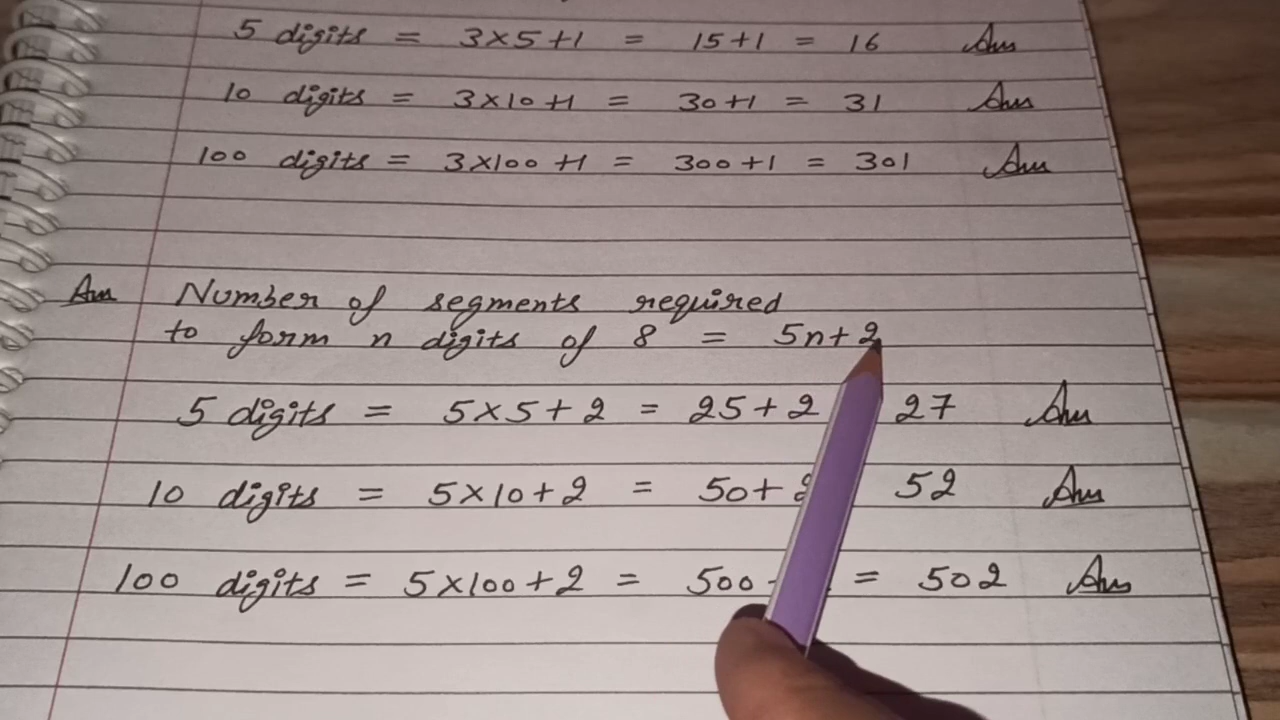 5 digits = 3×5+1 = 15+1 = 16 Ans
10 digits = 3×10+1 = 30+1 = 31 Ans
100 digits = 3×100+1 = 300+1 = 301 Ans
Ans Number of segments required
to form n digits of 8 = 5n+2
5 digits = 5×5+2 = 25+2 27 Ans
10 digits = 5×10+2 = 50+2 52 Ans
100 digits = 5×100+2 = 500 = 502 Ans